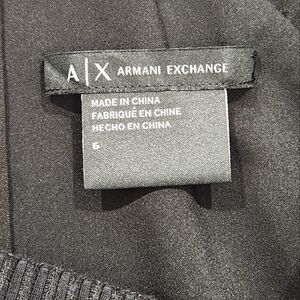 A|X ARMANI EXCHANGE
MADE IN CHINA
FABRIQUÉ EN CHINE
HECHO EN CHINA
6